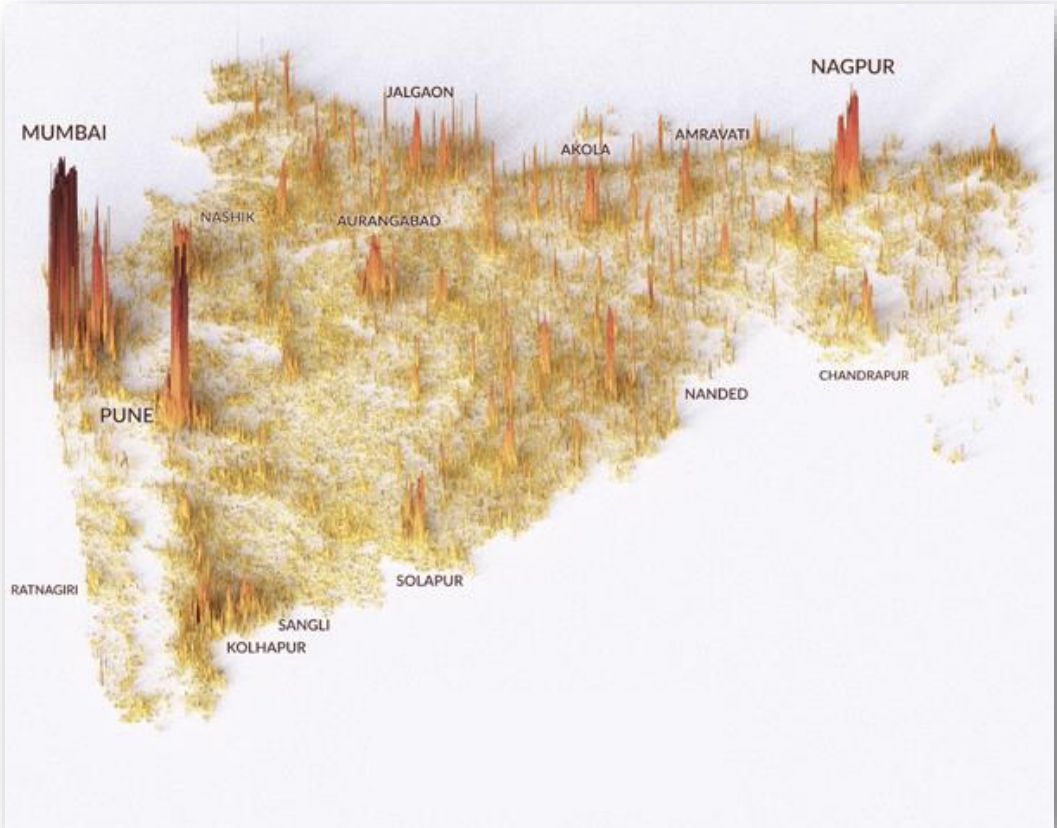 NAGPUR
JALGAON
MUMBAI
AMRAVATI
AKOLA
NASHIK
AURANGABAD
CHANDRAPUR
NANDED
PUNE
SOLAPUR
RATNAGIRI
SANGLI
KOLHAPUR